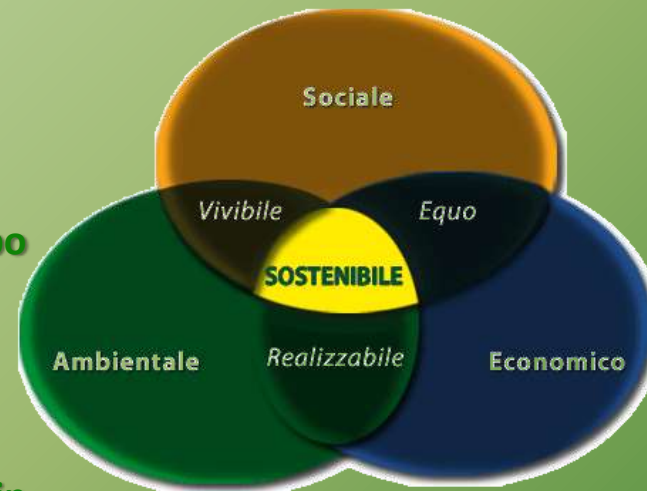 Sociale
Vivibile
Equo
SOSTENIBILE
Ambientale
Realizzabile
Economico